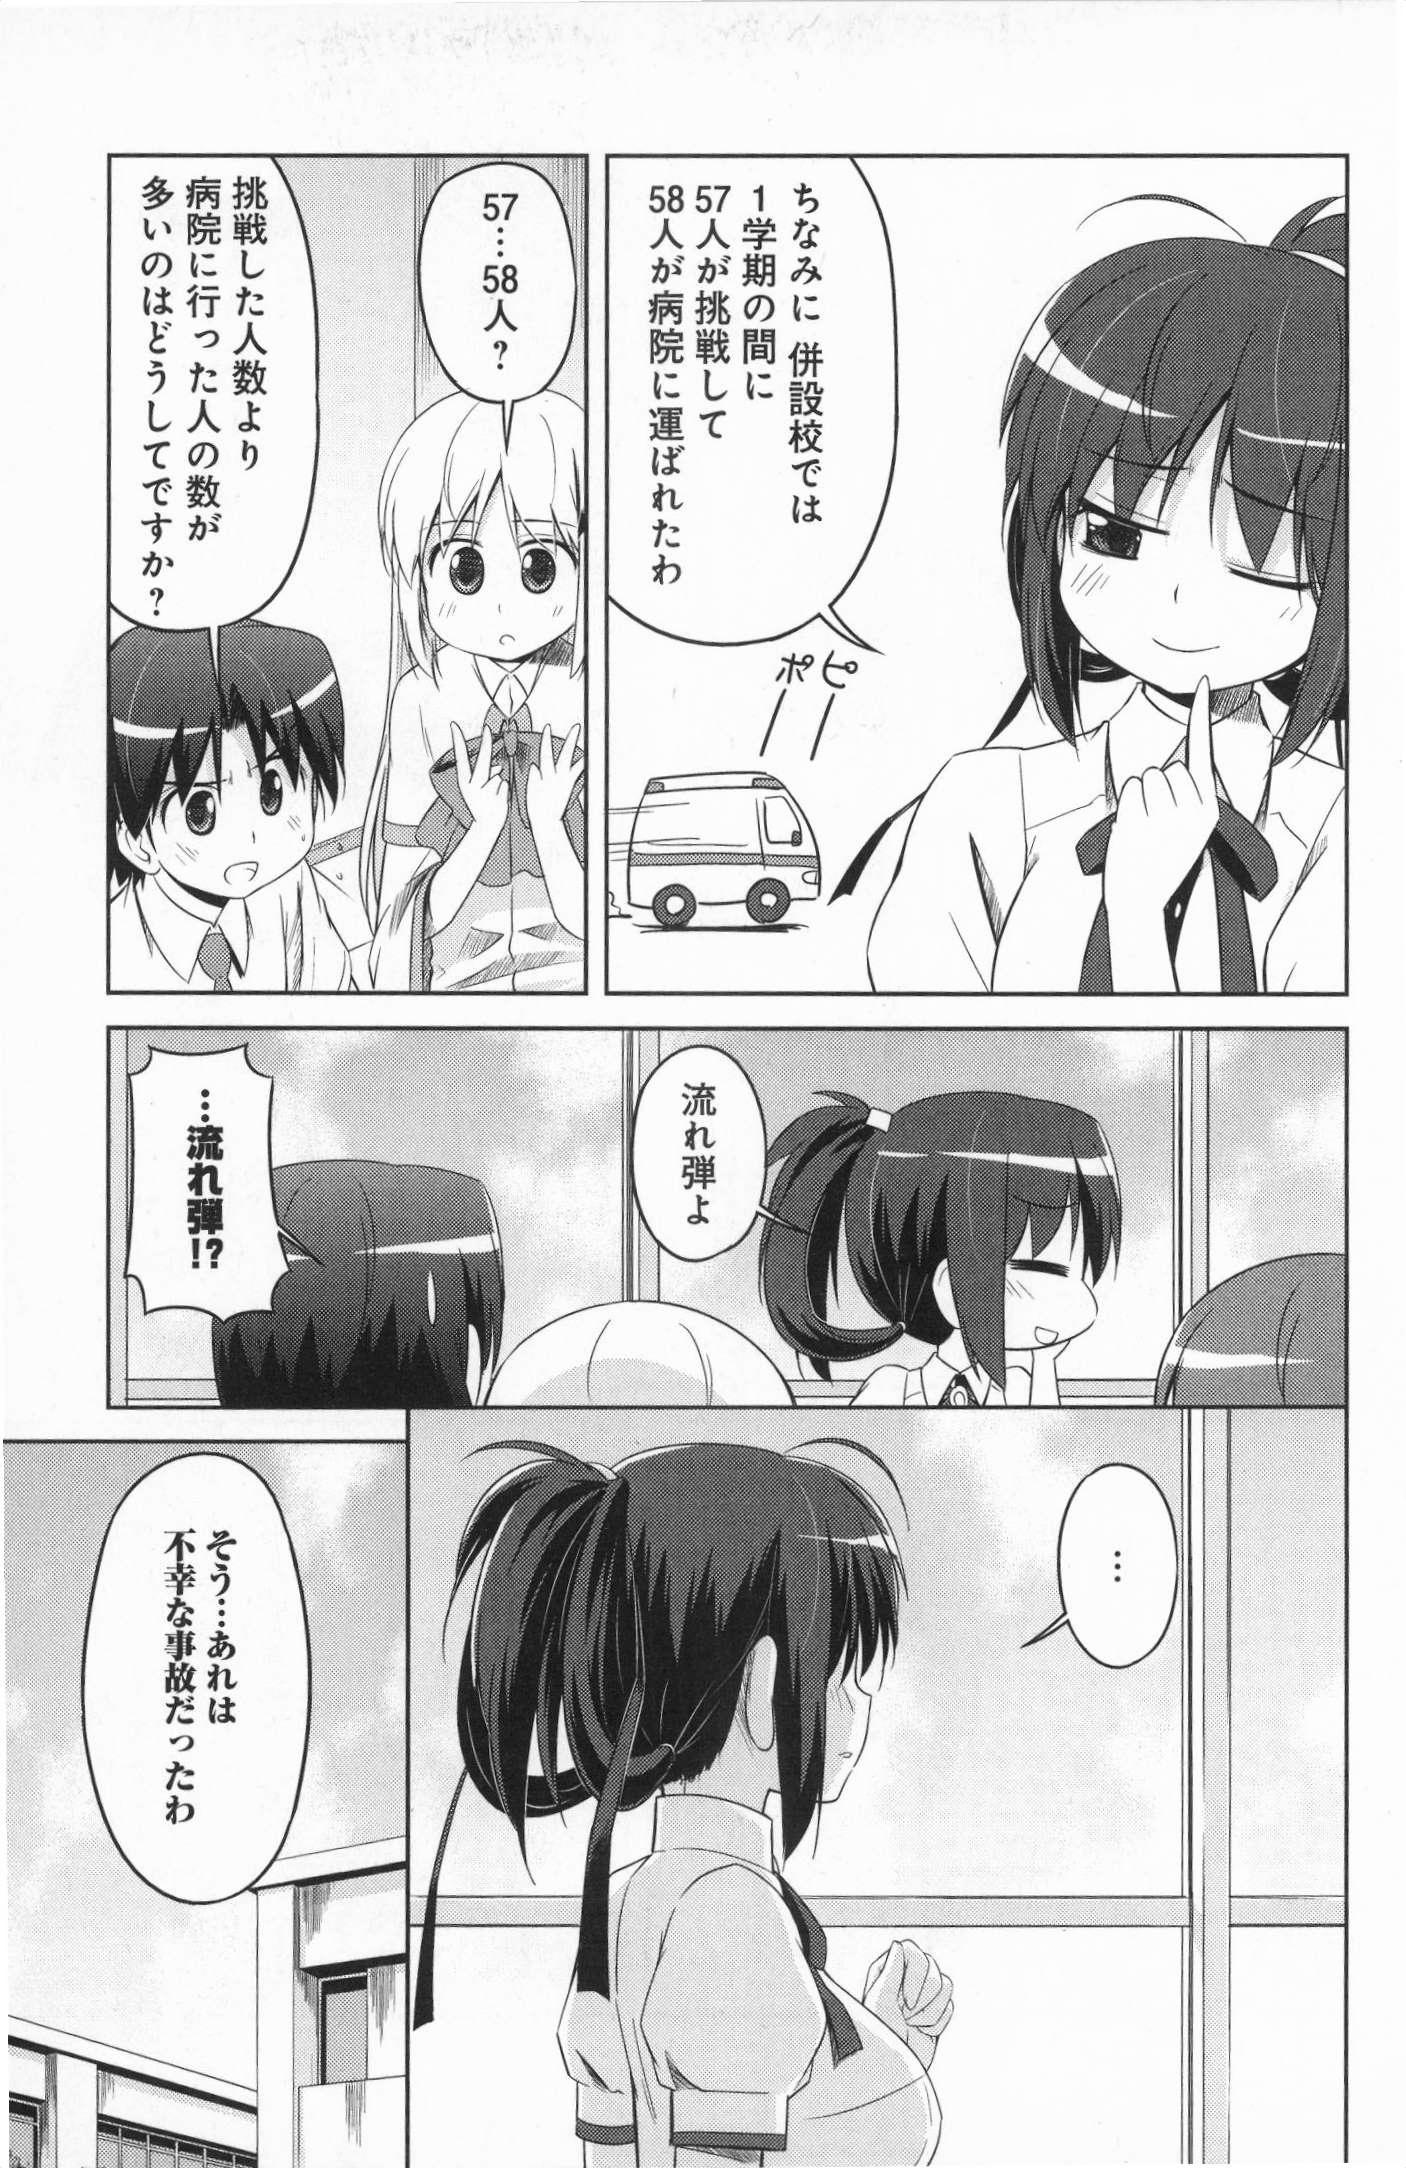 ちなみに 併設校では
1学期の間に
57人が挑戦して
58人が病院に運ばれたわ
ピー
ポー
57…
58人？
挑戦した人数より
病院に行った人の数が
多いのはどうしてですか？
流れ弾よ
…流れ弾!?
…
そう…あれは
不幸な事故だったわ